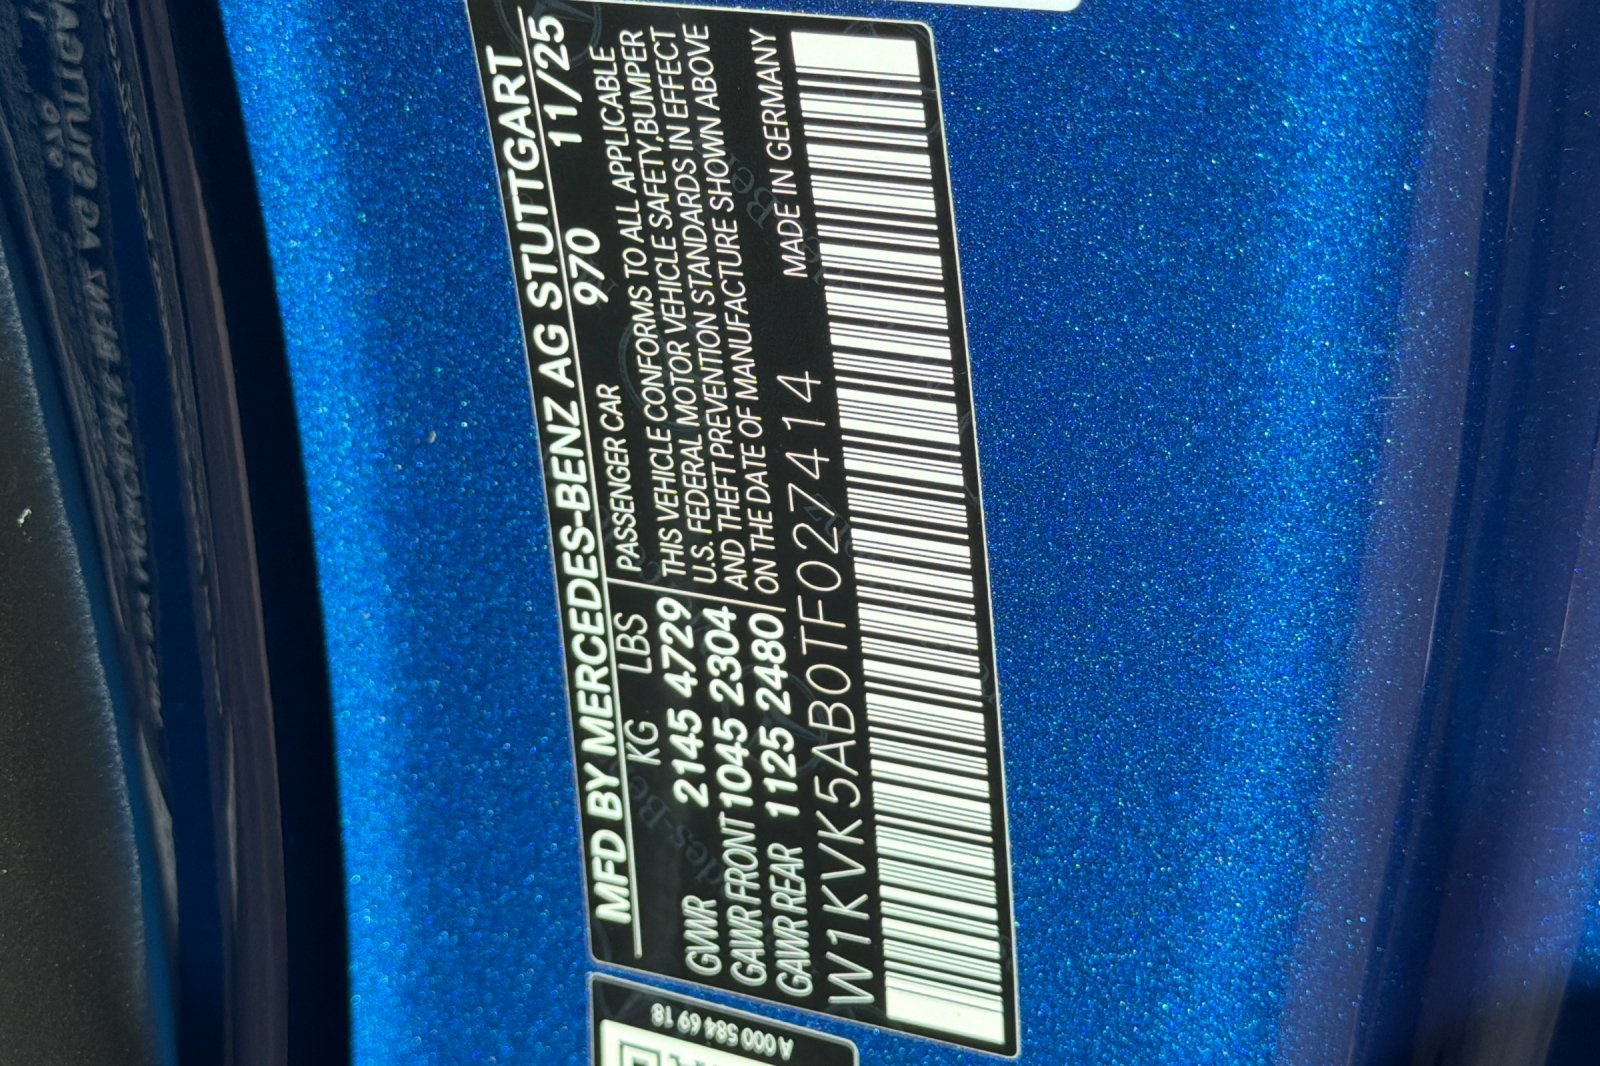 MFD BY MERCEDES-BENZ AG STUTTGART
970 11/25
KG LBS PASSENGER CAR
GVWR 2145 4729 THIS VEHICLE CONFORMS TO ALL APPLICABLE
GAWR FRONT 1045 2304 U.S. FEDERAL MOTOR VEHICLE SAFETY, BUMPER
GAWR REAR 1125 2480 AND THEFT PREVENTION STANDARDS IN EFFECT
ON THE DATE OF MANUFACTURE SHOWN ABOVE
MADE IN GERMANY
W1KVK5AB0TF027414
A 000 584 69 18